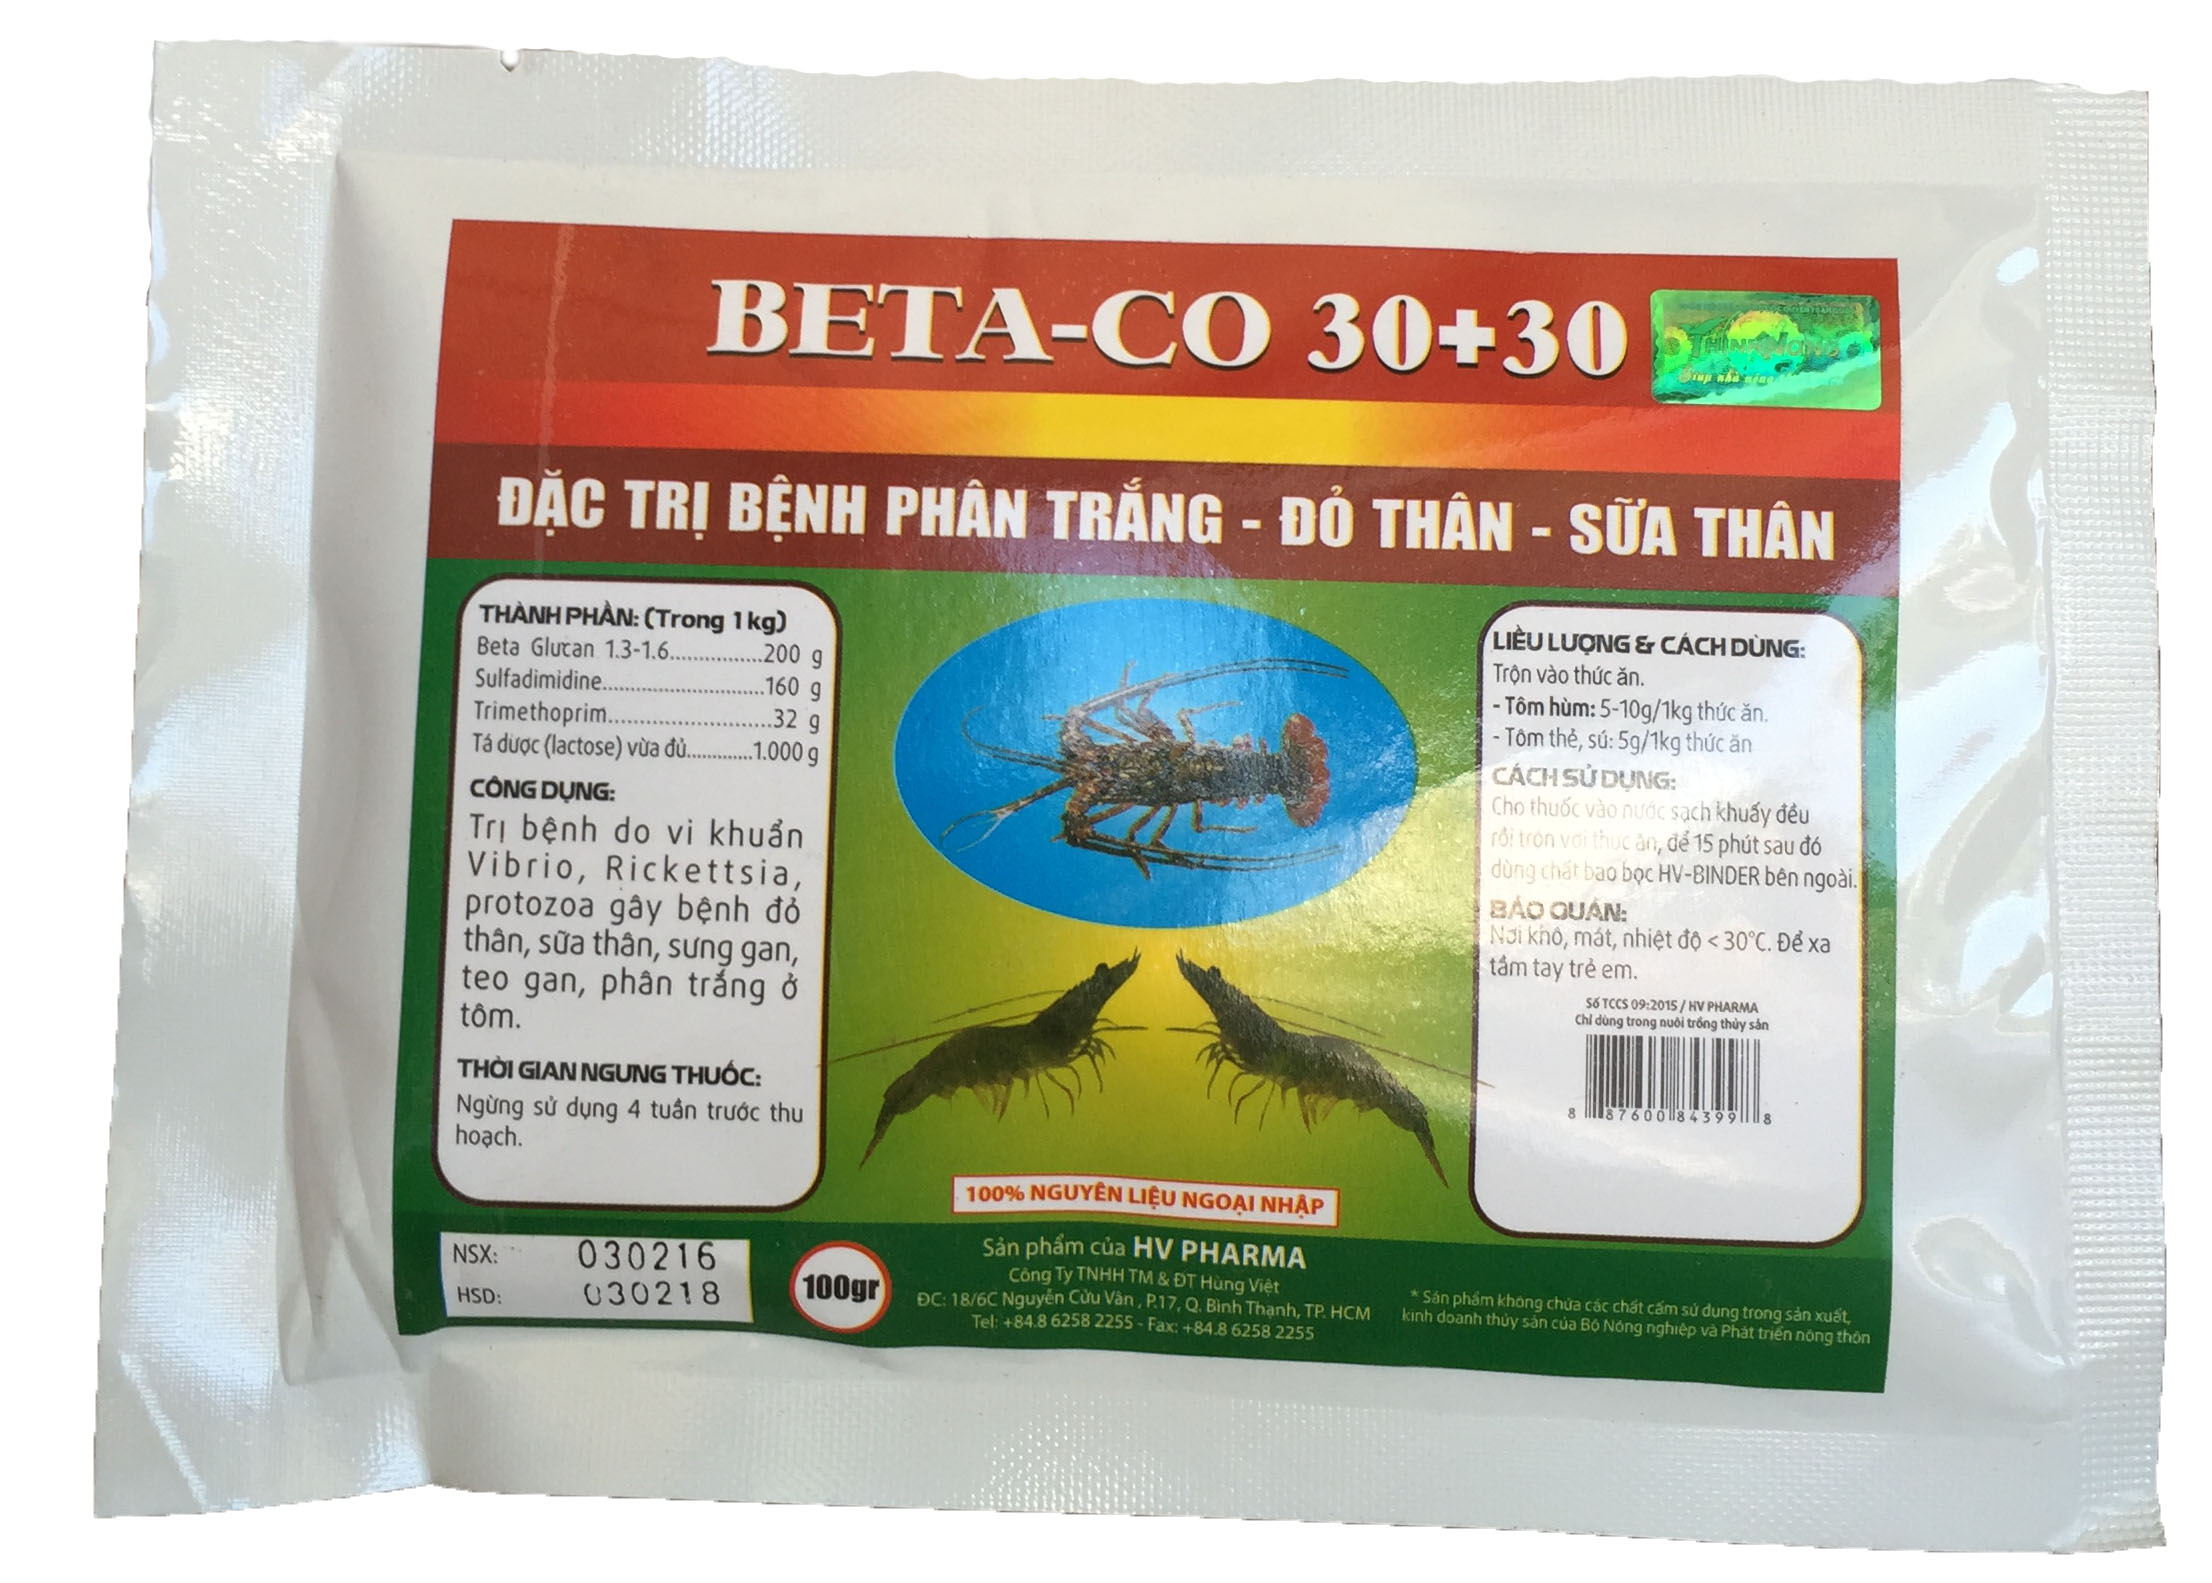 BETA-CO 30+30
THINH NONG
Giúp nhà nông
ĐẶC TRỊ BỆNH PHÂN TRẮNG - ĐỎ THÂN - SỮA THÂN
THÀNH PHẦN: (Trong 1kg)
Beta Glucan 1.3-1.6................200 g
Sulfadimidine............................160 g
Trimethoprim............................32 g
Tá dược (lactose) vừa đủ.............1.000 g
CÔNG DỤNG:
Trị bệnh do vi khuẩn
Vibrio, Rickettsia,
protozoa gây bệnh đỏ
thân, sữa thân, sưng gan,
teo gan, phân trắng ở
tôm.
THỜI GIAN NGƯNG THUỐC:
Ngừng sử dụng 4 tuần trước thu
hoạch.
LIỀU LƯỢNG & CÁCH DÙNG:
Trộn vào thức ăn.
- Tôm hùm: 5-10g/1kg thức ăn.
- Tôm thẻ, sú: 5g/1kg thức ăn
CÁCH SỬ DỤNG:
Cho thuốc vào nước sạch khuấy đều
rồi trộn với thức ăn, để 15 phút sau đó
dùng chất bao bọc HV-BINDER bên ngoài.
BẢO QUẢN:
Nơi khô, mát, nhiệt độ < 30°C. Để xa
tầm tay trẻ em.
Số TCCS 09:2015 / HV PHARMA
Chỉ dùng trong nuôi trồng thủy sản
8 87600 84399 8
100% NGUYÊN LIỆU NGOẠI NHẬP
NSX: 030216
HSD: 030218
100gr
Sản phẩm của HV PHARMA
Công Ty TNHH TM & ĐT Hùng Việt
ĐC: 18/6C Nguyễn Cửu Vân , P.17, Q. Bình Thạnh, TP. HCM
Tel: +84.8 6258 2255 - Fax: +84.8 6258 2255
* Sản phẩm không chứa các chất cấm sử dụng trong sản xuất,
kinh doanh thủy sản của Bộ Nông nghiệp và Phát triển nông thôn